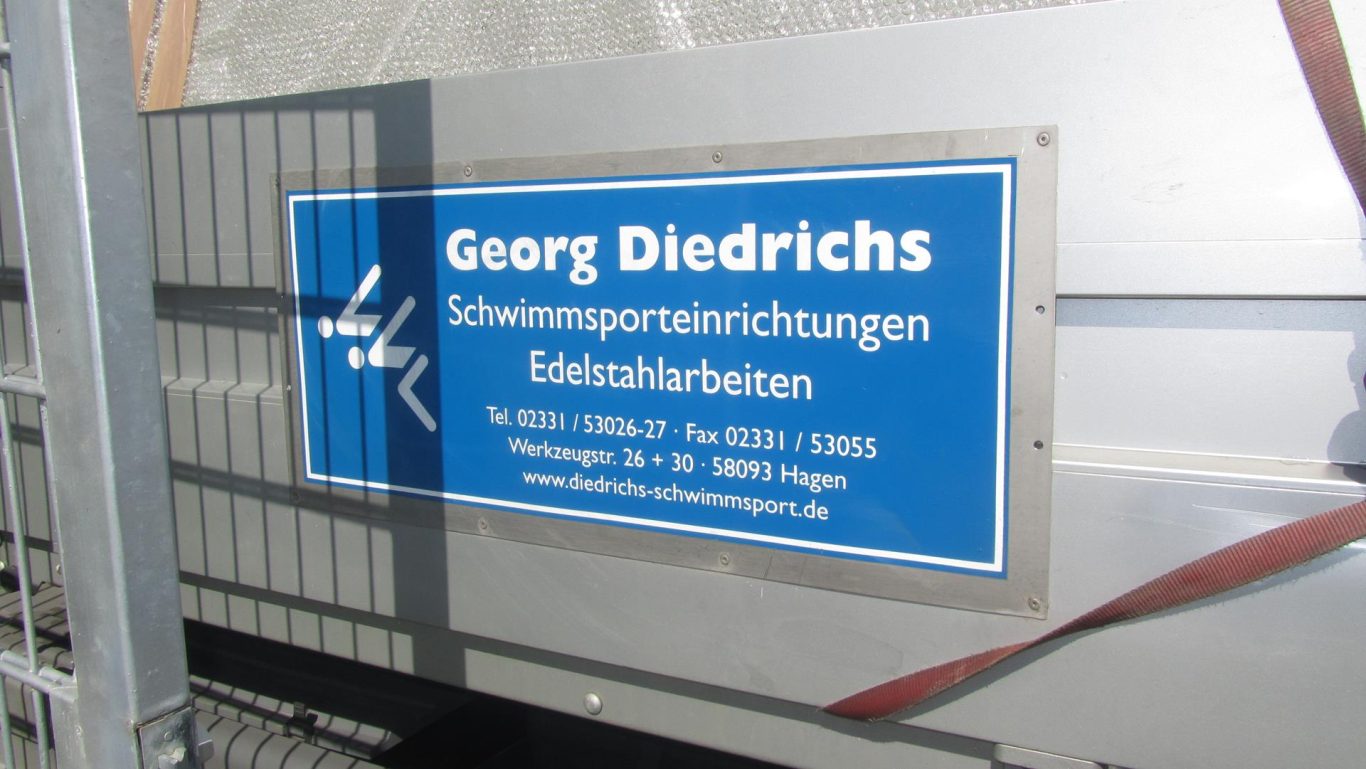 Georg Diedrichs
Schwimmsporteinrichtungen
Edelstahlarbeiten
Tel. 02331 / 53026-27 · Fax 02331 / 53055
Werkzeugstr. 26 + 30 · 58093 Hagen
www.diedrichs-schwimmsport.de